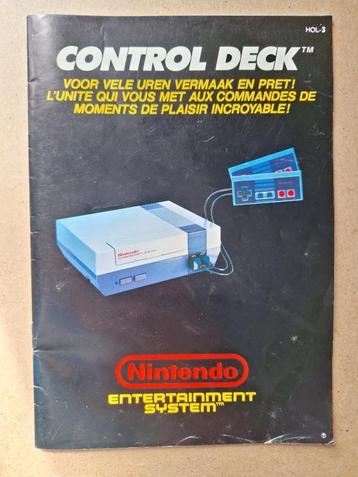 HOL-3
CONTROL DECK™
VOOR VELE UREN VERMAAK EN PRET!
L'UNITE QUI VOUS MET AUX COMMANDES DE
MOMENTS DE PLAISIR INCROYABLE!
Nintendo
Nintendo
ENTERTAINMENT
SYSTEM™